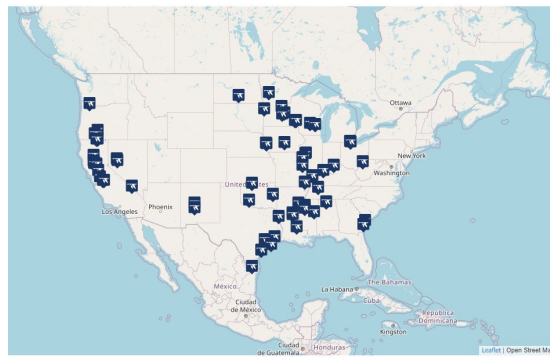 Ottawa
New York
Washington
United States
Los Angeles
Phoenix
México
Ciudad
de México
La Habana
The Bahamas
Cuba
República
Dominicana
Kingston
Ciudad
de Guatemala
Honduras
Leaflet | Open Street Ma